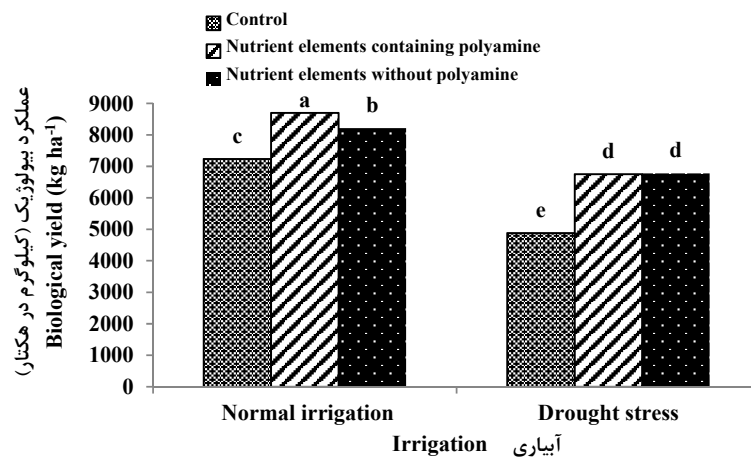 Control
Nutrient elements containing polyamine
Nutrient elements without polyamine
عملکرد بیولوژیک (کیلوگرم در هکتار)
Biological yield (kg ha⁻¹)
9000
8000
7000
6000
5000
4000
3000
2000
1000
0
c
a
b
e
d
d
Normal irrigation
Drought stress
Irrigation آبیاری